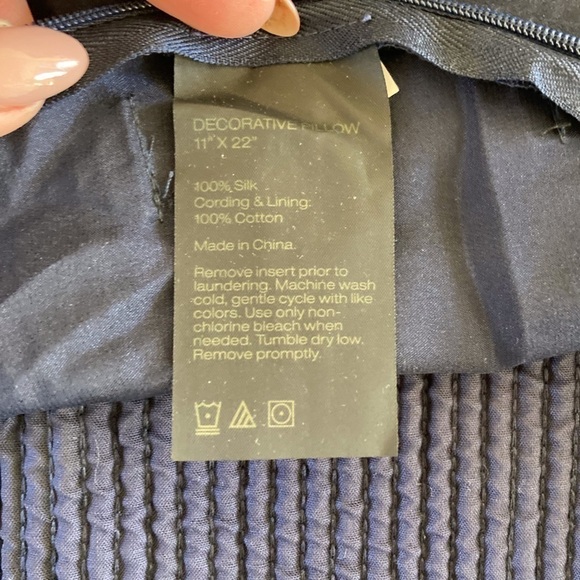 DECORATIVE PILLOW
11" X 22"
100% Silk
Cording & Lining:
100% Cotton
Made in China.
Remove insert prior to
laundering. Machine wash
cold, gentle cycle with like
colors. Use only non-
chlorine bleach when
needed. Tumble dry low.
Remove promptly.